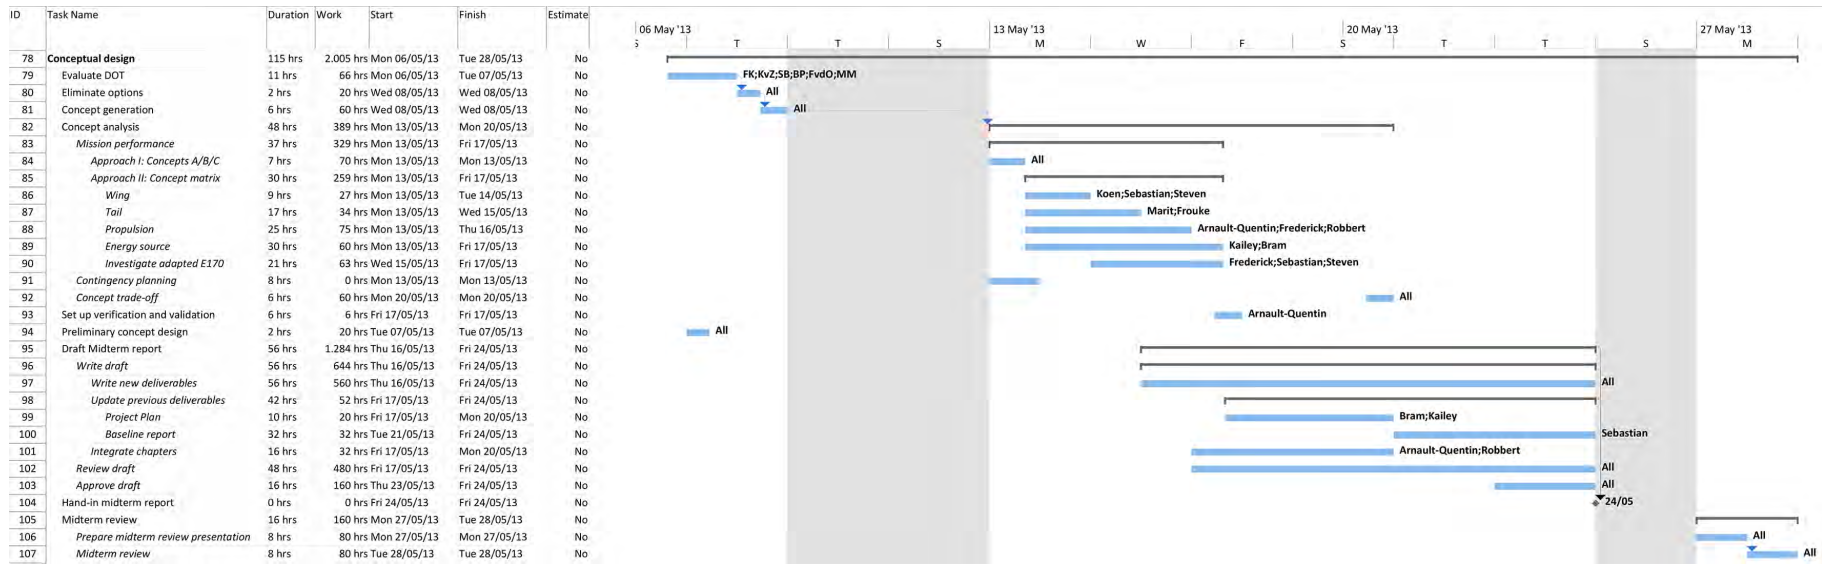 ID Task Name Duration Work Start Finish Estimate
06 May '13 13 May '13 20 May '13 27 May '13
S T T S M W F S T T S M
78 Conceptual design 115 hrs 2.005 hrs Mon 06/05/13 Tue 28/05/13 No
79 Evaluate DOT 11 hrs 66 hrs Mon 06/05/13 Tue 07/05/13 No FK;KvZ;SB;BP;FvdO;MM
80 Eliminate options 2 hrs 20 hrs Wed 08/05/13 Wed 08/05/13 No All
81 Concept generation 6 hrs 60 hrs Wed 08/05/13 Wed 08/05/13 No All
82 Concept analysis 48 hrs 389 hrs Mon 13/05/13 Mon 20/05/13 No
83 Mission performance 37 hrs 329 hrs Mon 13/05/13 Fri 17/05/13 No
84 Approach I: Concepts A/B/C 7 hrs 70 hrs Mon 13/05/13 Mon 13/05/13 No All
85 Approach II: Concept matrix 30 hrs 259 hrs Mon 13/05/13 Fri 17/05/13 No
86 Wing 9 hrs 27 hrs Mon 13/05/13 Tue 14/05/13 No Koen;Sebastian;Steven
87 Tail 17 hrs 34 hrs Mon 13/05/13 Wed 15/05/13 No Marit;Frouke
88 Propulsion 25 hrs 75 hrs Mon 13/05/13 Thu 16/05/13 No Arnault-Quentin;Frederick;Robbert
89 Energy source 30 hrs 60 hrs Mon 13/05/13 Fri 17/05/13 No Kailey;Bram
90 Investigate adapted E170 21 hrs 63 hrs Wed 15/05/13 Fri 17/05/13 No Frederick;Sebastian;Steven
91 Contingency planning 8 hrs 0 hrs Mon 13/05/13 Mon 13/05/13 No
92 Concept trade-off 6 hrs 60 hrs Mon 20/05/13 Mon 20/05/13 No All
93 Set up verification and validation 6 hrs 6 hrs Fri 17/05/13 Fri 17/05/13 No Arnault-Quentin
94 Preliminary concept design 2 hrs 20 hrs Tue 07/05/13 Tue 07/05/13 No All
95 Draft Midterm report 56 hrs 1.284 hrs Thu 16/05/13 Fri 24/05/13 No
96 Write draft 56 hrs 644 hrs Thu 16/05/13 Fri 24/05/13 No
97 Write new deliverables 56 hrs 560 hrs Thu 16/05/13 Fri 24/05/13 No All
98 Update previous deliverables 42 hrs 52 hrs Fri 17/05/13 Fri 24/05/13 No
99 Project Plan 10 hrs 20 hrs Fri 17/05/13 Mon 20/05/13 No Bram;Kailey
100 Baseline report 32 hrs 32 hrs Tue 21/05/13 Fri 24/05/13 No Sebastian
101 Integrate chapters 16 hrs 32 hrs Fri 17/05/13 Mon 20/05/13 No Arnault-Quentin;Robbert
102 Review draft 48 hrs 480 hrs Fri 17/05/13 Fri 24/05/13 No All
103 Approve draft 16 hrs 160 hrs Thu 23/05/13 Fri 24/05/13 No All
104 Hand-in midterm report 0 hrs 0 hrs Fri 24/05/13 Fri 24/05/13 No 24/05
105 Midterm review 16 hrs 160 hrs Mon 27/05/13 Tue 28/05/13 No
106 Prepare midterm review presentation 8 hrs 80 hrs Mon 27/05/13 Mon 27/05/13 No All
107 Midterm review 8 hrs 80 hrs Tue 28/05/13 Tue 28/05/13 No All